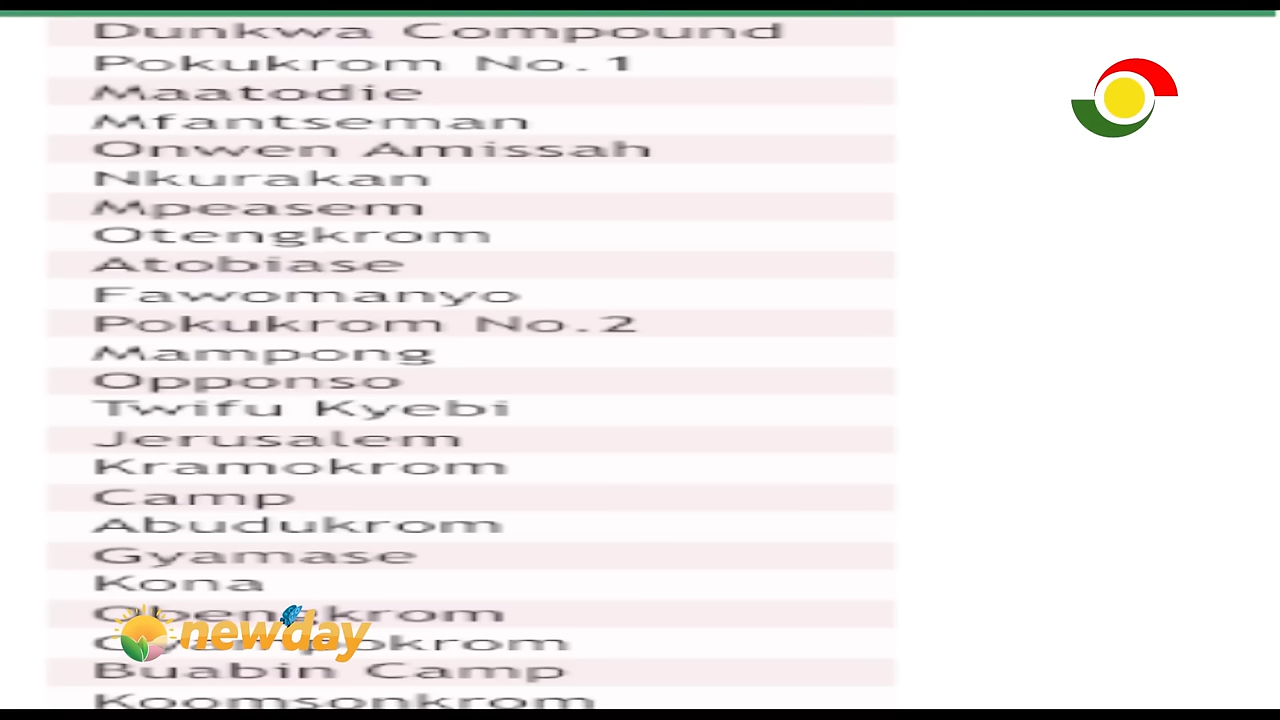 Dunkwa Compound
Pokukrom No.1
Maatodie
Mfantseman
Onwen Amissah
Nkurakan
Mpeasem
Otengkrom
Atobiase
Fawomanyo
Pokukrom No.2
Mampong
Opponso
Twifu Kyebi
Jerusalem
Kramokrom
Camp
Abudukrom
Gyamase
Kona
Obengkrom
newday
Buabin Camp
Koomsonkrom